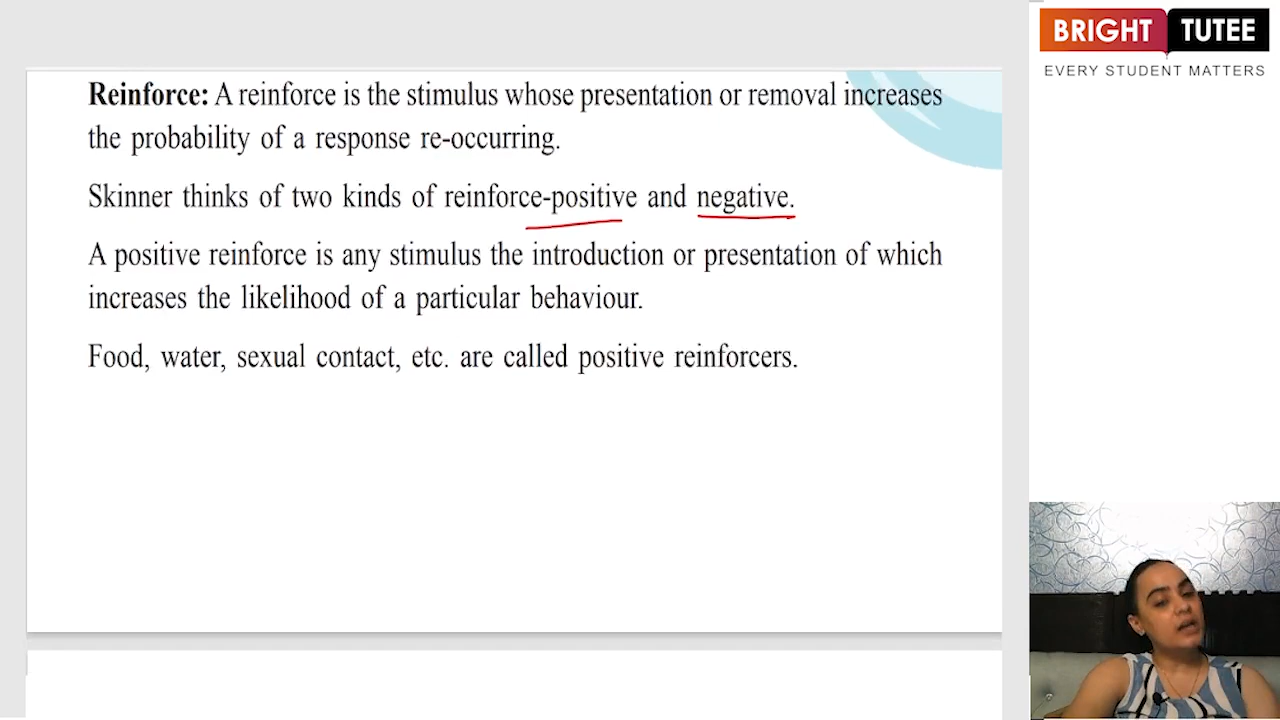 BRIGHT TUTEE
EVERY STUDENT MATTERS
Reinforce: A reinforce is the stimulus whose presentation or removal increases
the probability of a response re-occurring.
Skinner thinks of two kinds of reinforce-positive and negative.
A positive reinforce is any stimulus the introduction or presentation of which
increases the likelihood of a particular behaviour.
Food, water, sexual contact, etc. are called positive reinforcers.